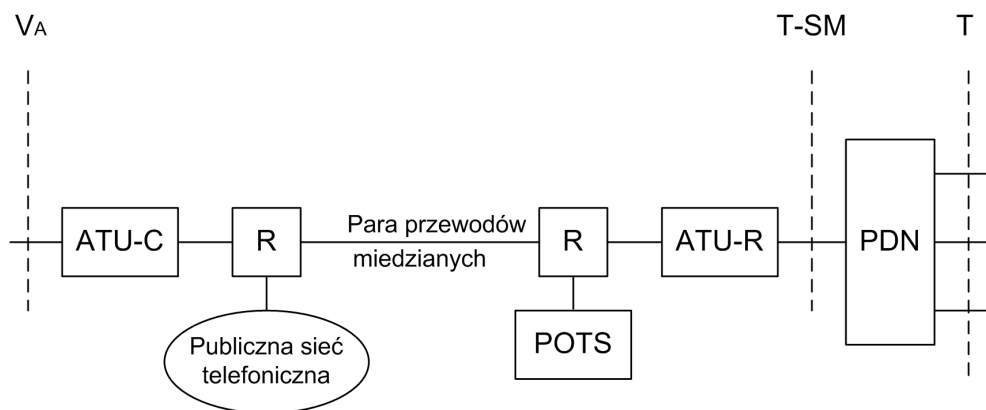 VA
T-SM
T
ATU-C
R
Para przewodów
miedzianych
R
ATU-R
PDN
Publiczna sieć
telefoniczna
POTS